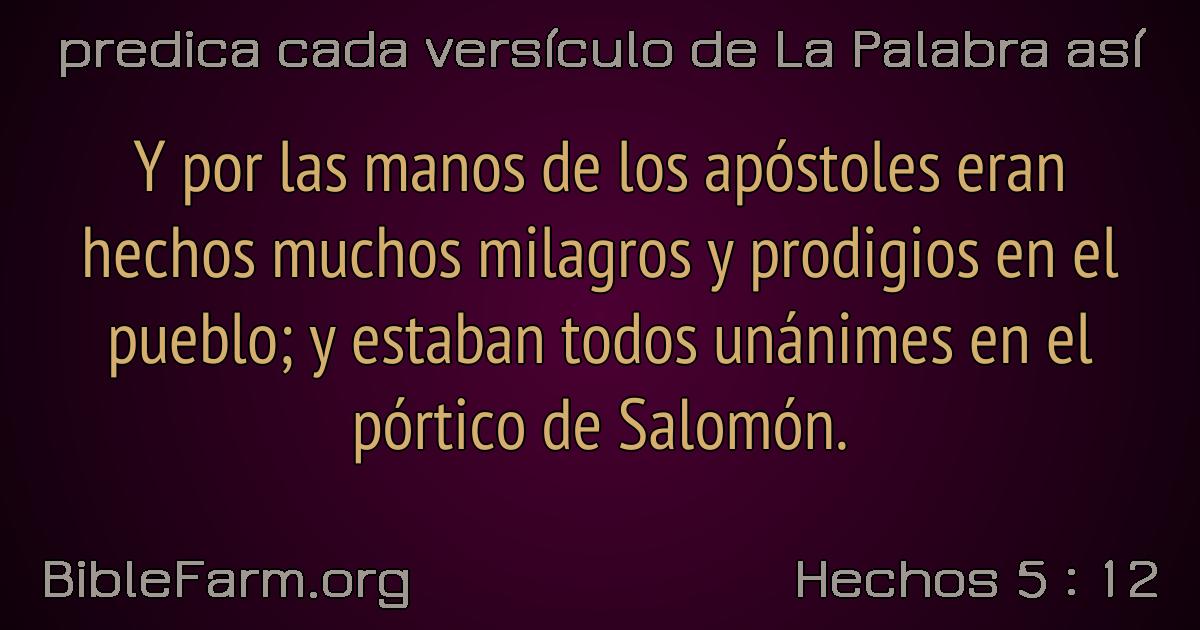 predica cada versículo de La Palabra así
Y por las manos de los apóstoles eran
hechos muchos milagros y prodigios en el
pueblo; y estaban todos unánimes en el
pórtico de Salomón.
BibleFarm.org
Hechos 5 : 12